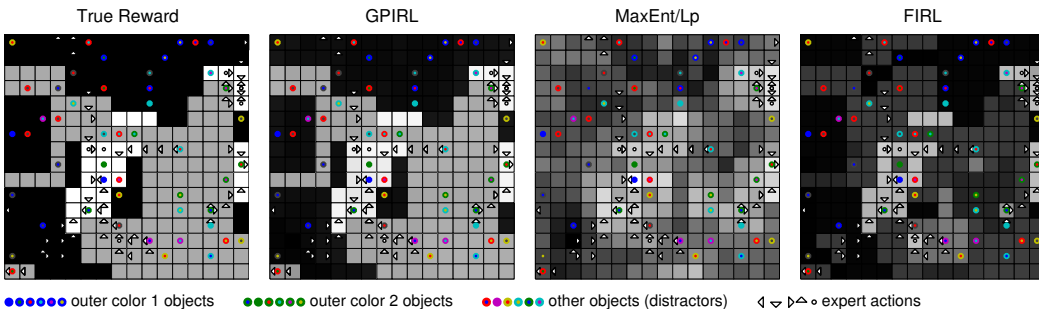 True Reward GPIRL MaxEnt/Lp FIRL
outer color 1 objects outer color 2 objects other objects (distractors) expert actions